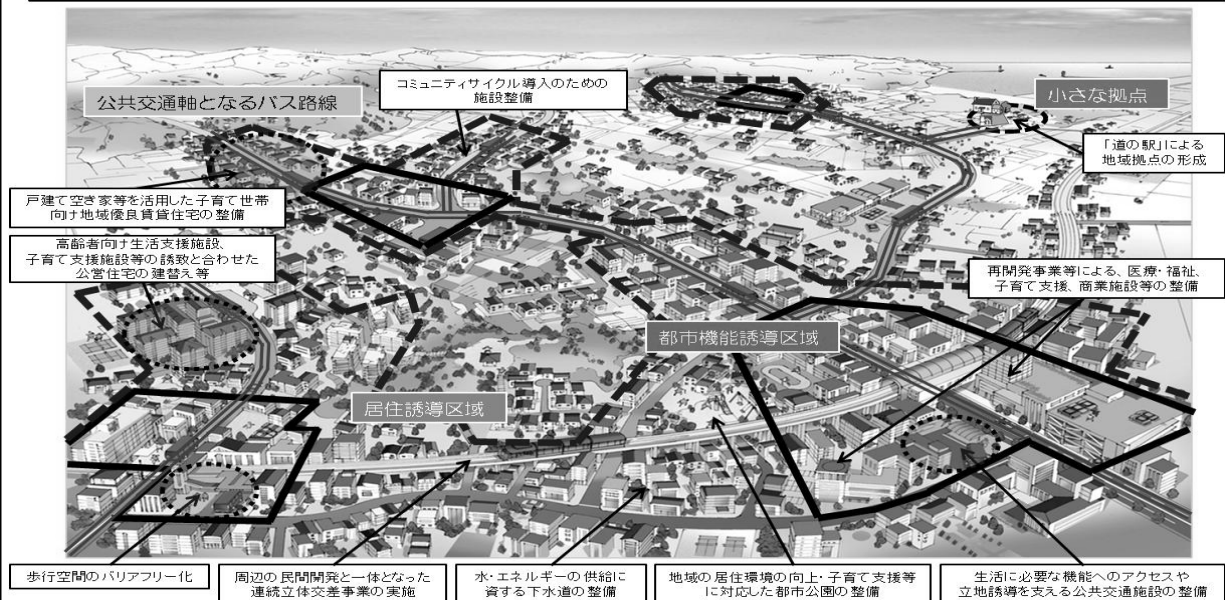 コミュニティサイクル導入のための
施設整備
公共交通軸となるバス路線
小さな拠点
「道の駅」による
地域拠点の形成
戸建て空き家等を活用した子育て世帯
向け地域優良賃貸住宅の整備
高齢者向け生活支援施設、
子育て支援施設等の誘致と合わせた
公営住宅の建替え等
再開発事業等による、医療・福祉、
子育て支援、商業施設等の整備
都市機能誘導区域
居住誘導区域
歩行空間のバリアフリー化
周辺の民間開発と一体となった
連続立体交差事業の実施
水・エネルギーの供給に
資する下水道の整備
地域の居住環境の向上・子育て支援等
に対応した都市公園の整備
生活に必要な機能へのアクセスや
立地誘導を支える公共交通施設の整備